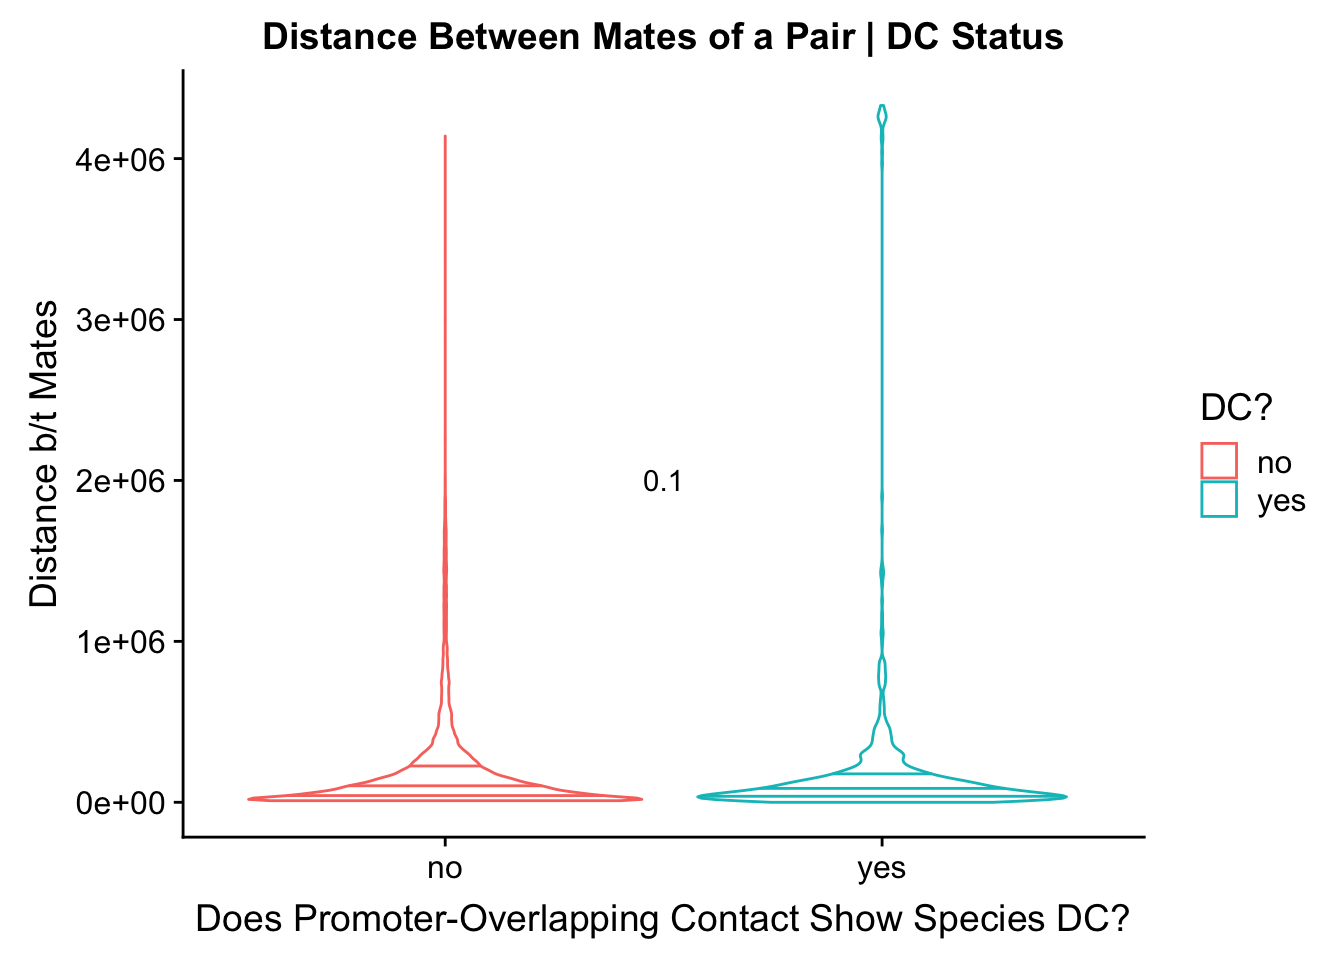 Distance Between Mates of a Pair | DC Status
Distance b/t Mates
4e+06
3e+06
2e+06
1e+06
0e+00
0.1
no
yes
Does Promoter-Overlapping Contact Show Species DC?
DC?
no
yes